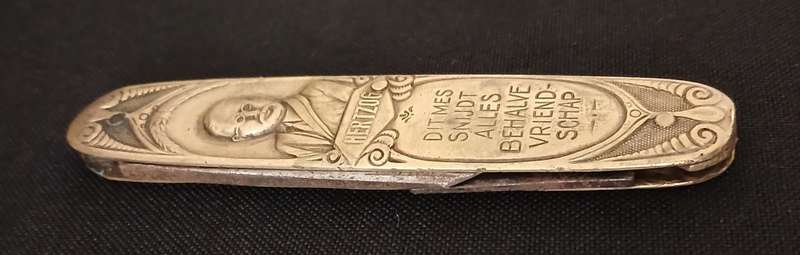 HERTZOG
DIT MES
SNIJDT
ALLES
BEHALVE
VRIEND-
SCHAP